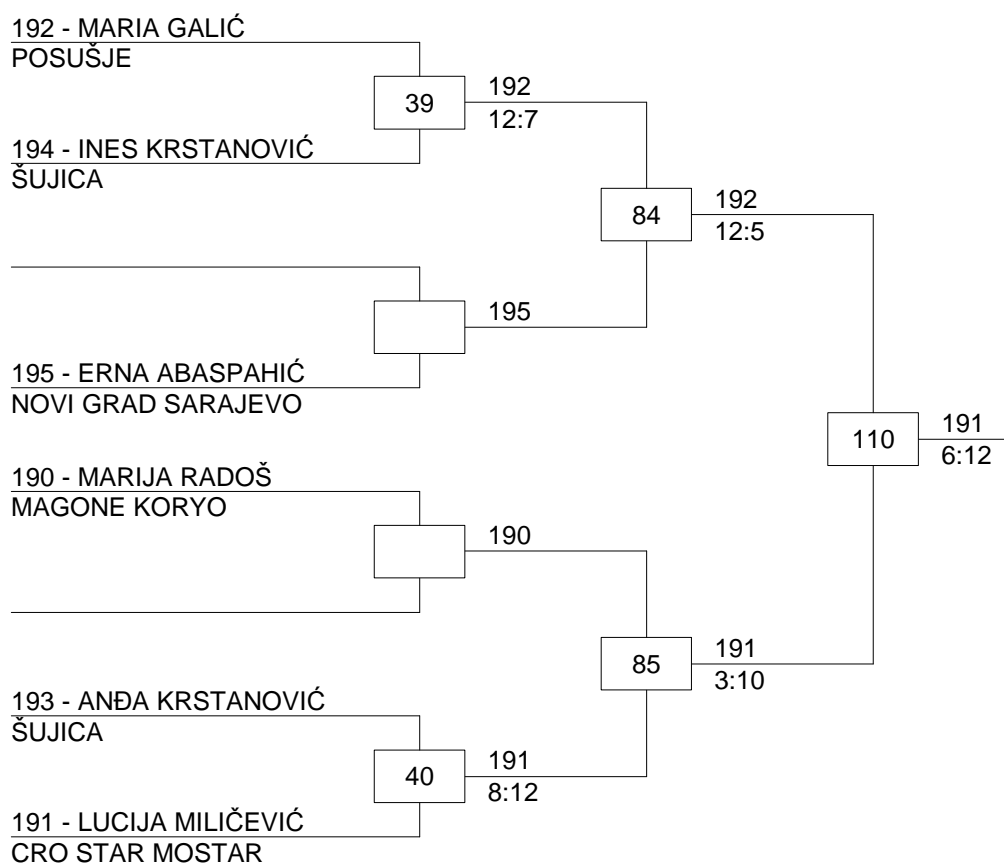 192 - MARIA GALIĆ
POSUŠJE
39
192
12:7
194 - INES KRSTANOVIĆ
ŠUJICA
84
192
12:5
195
195 - ERNA ABASPAHIĆ
NOVI GRAD SARAJEVO
110
191
6:12
190 - MARIJA RADOŠ
MAGONE KORYO
190
85
191
3:10
193 - ANĐA KRSTANOVIĆ
ŠUJICA
40
191
8:12
191 - LUCIJA MILIČEVIĆ
CRO STAR MOSTAR